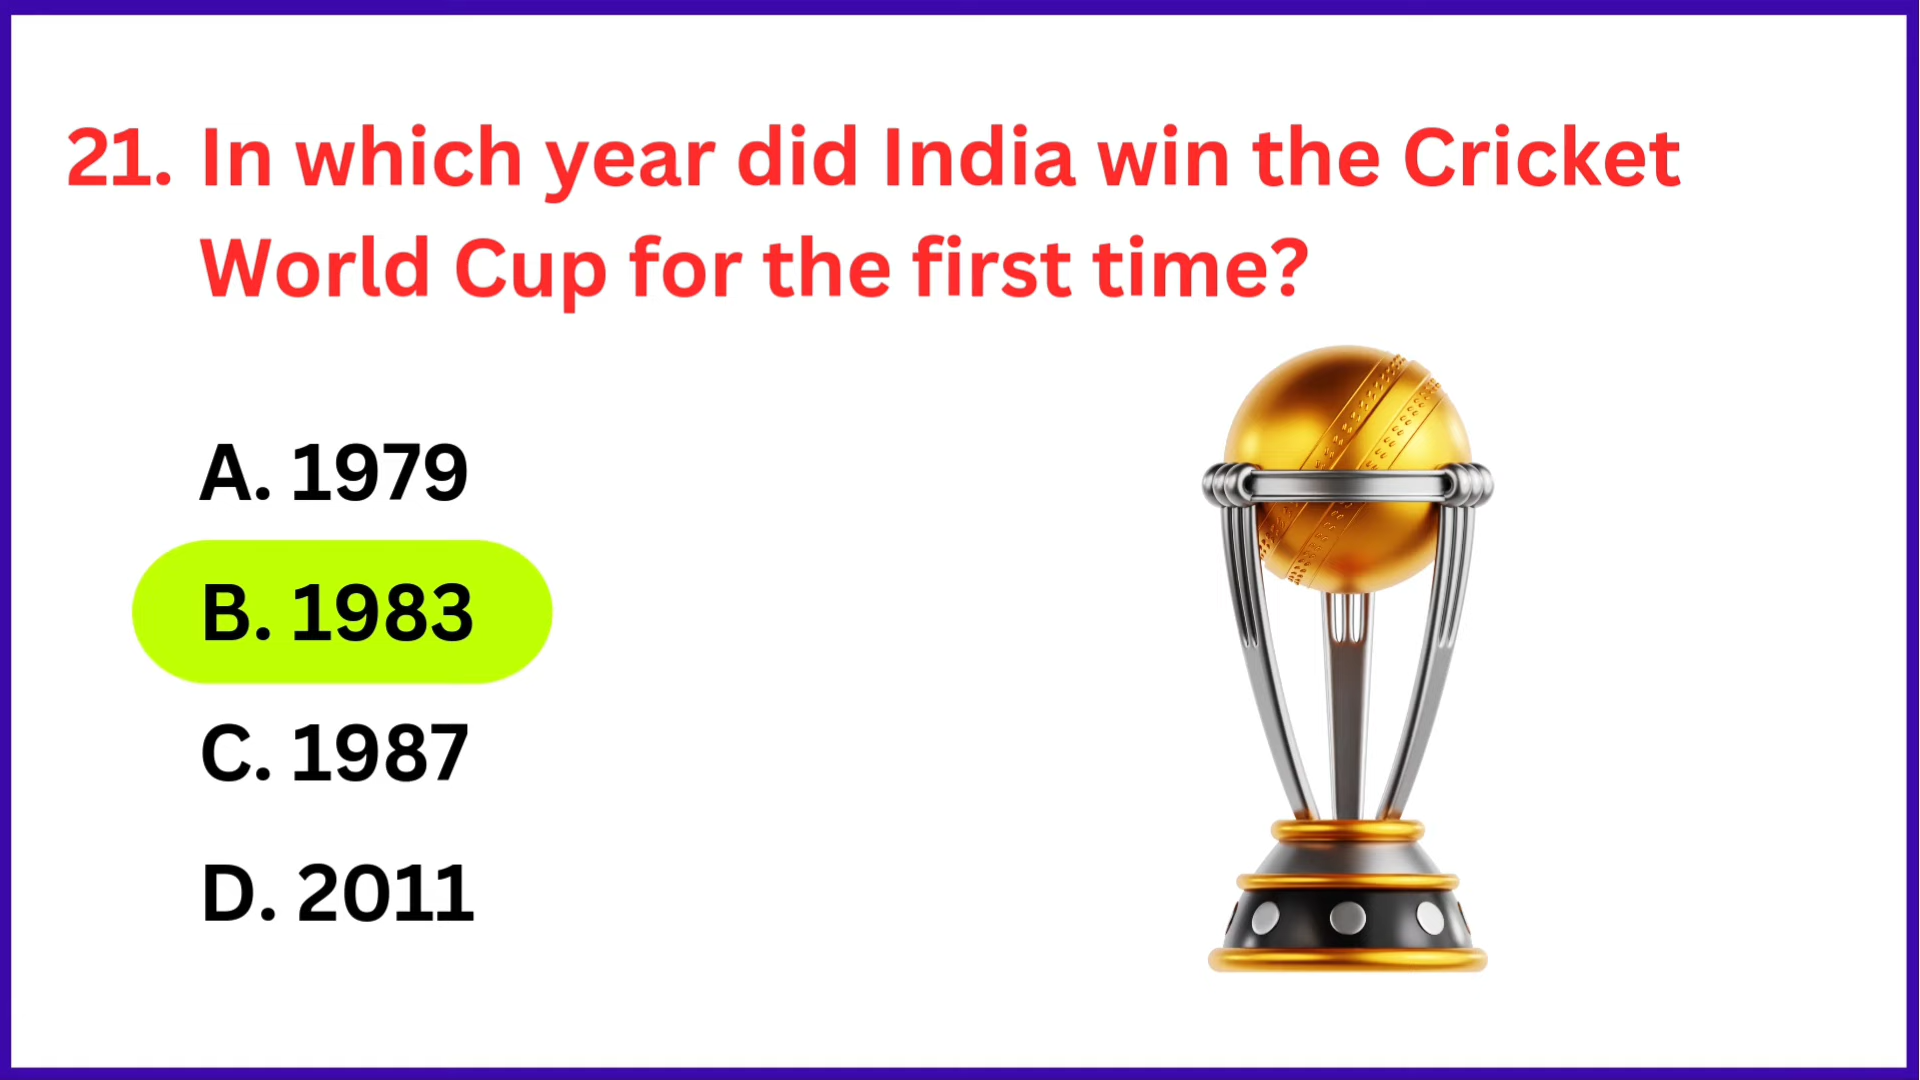 21. In which year did India win the Cricket
World Cup for the first time?
A. 1979
B. 1983
C. 1987
D. 2011